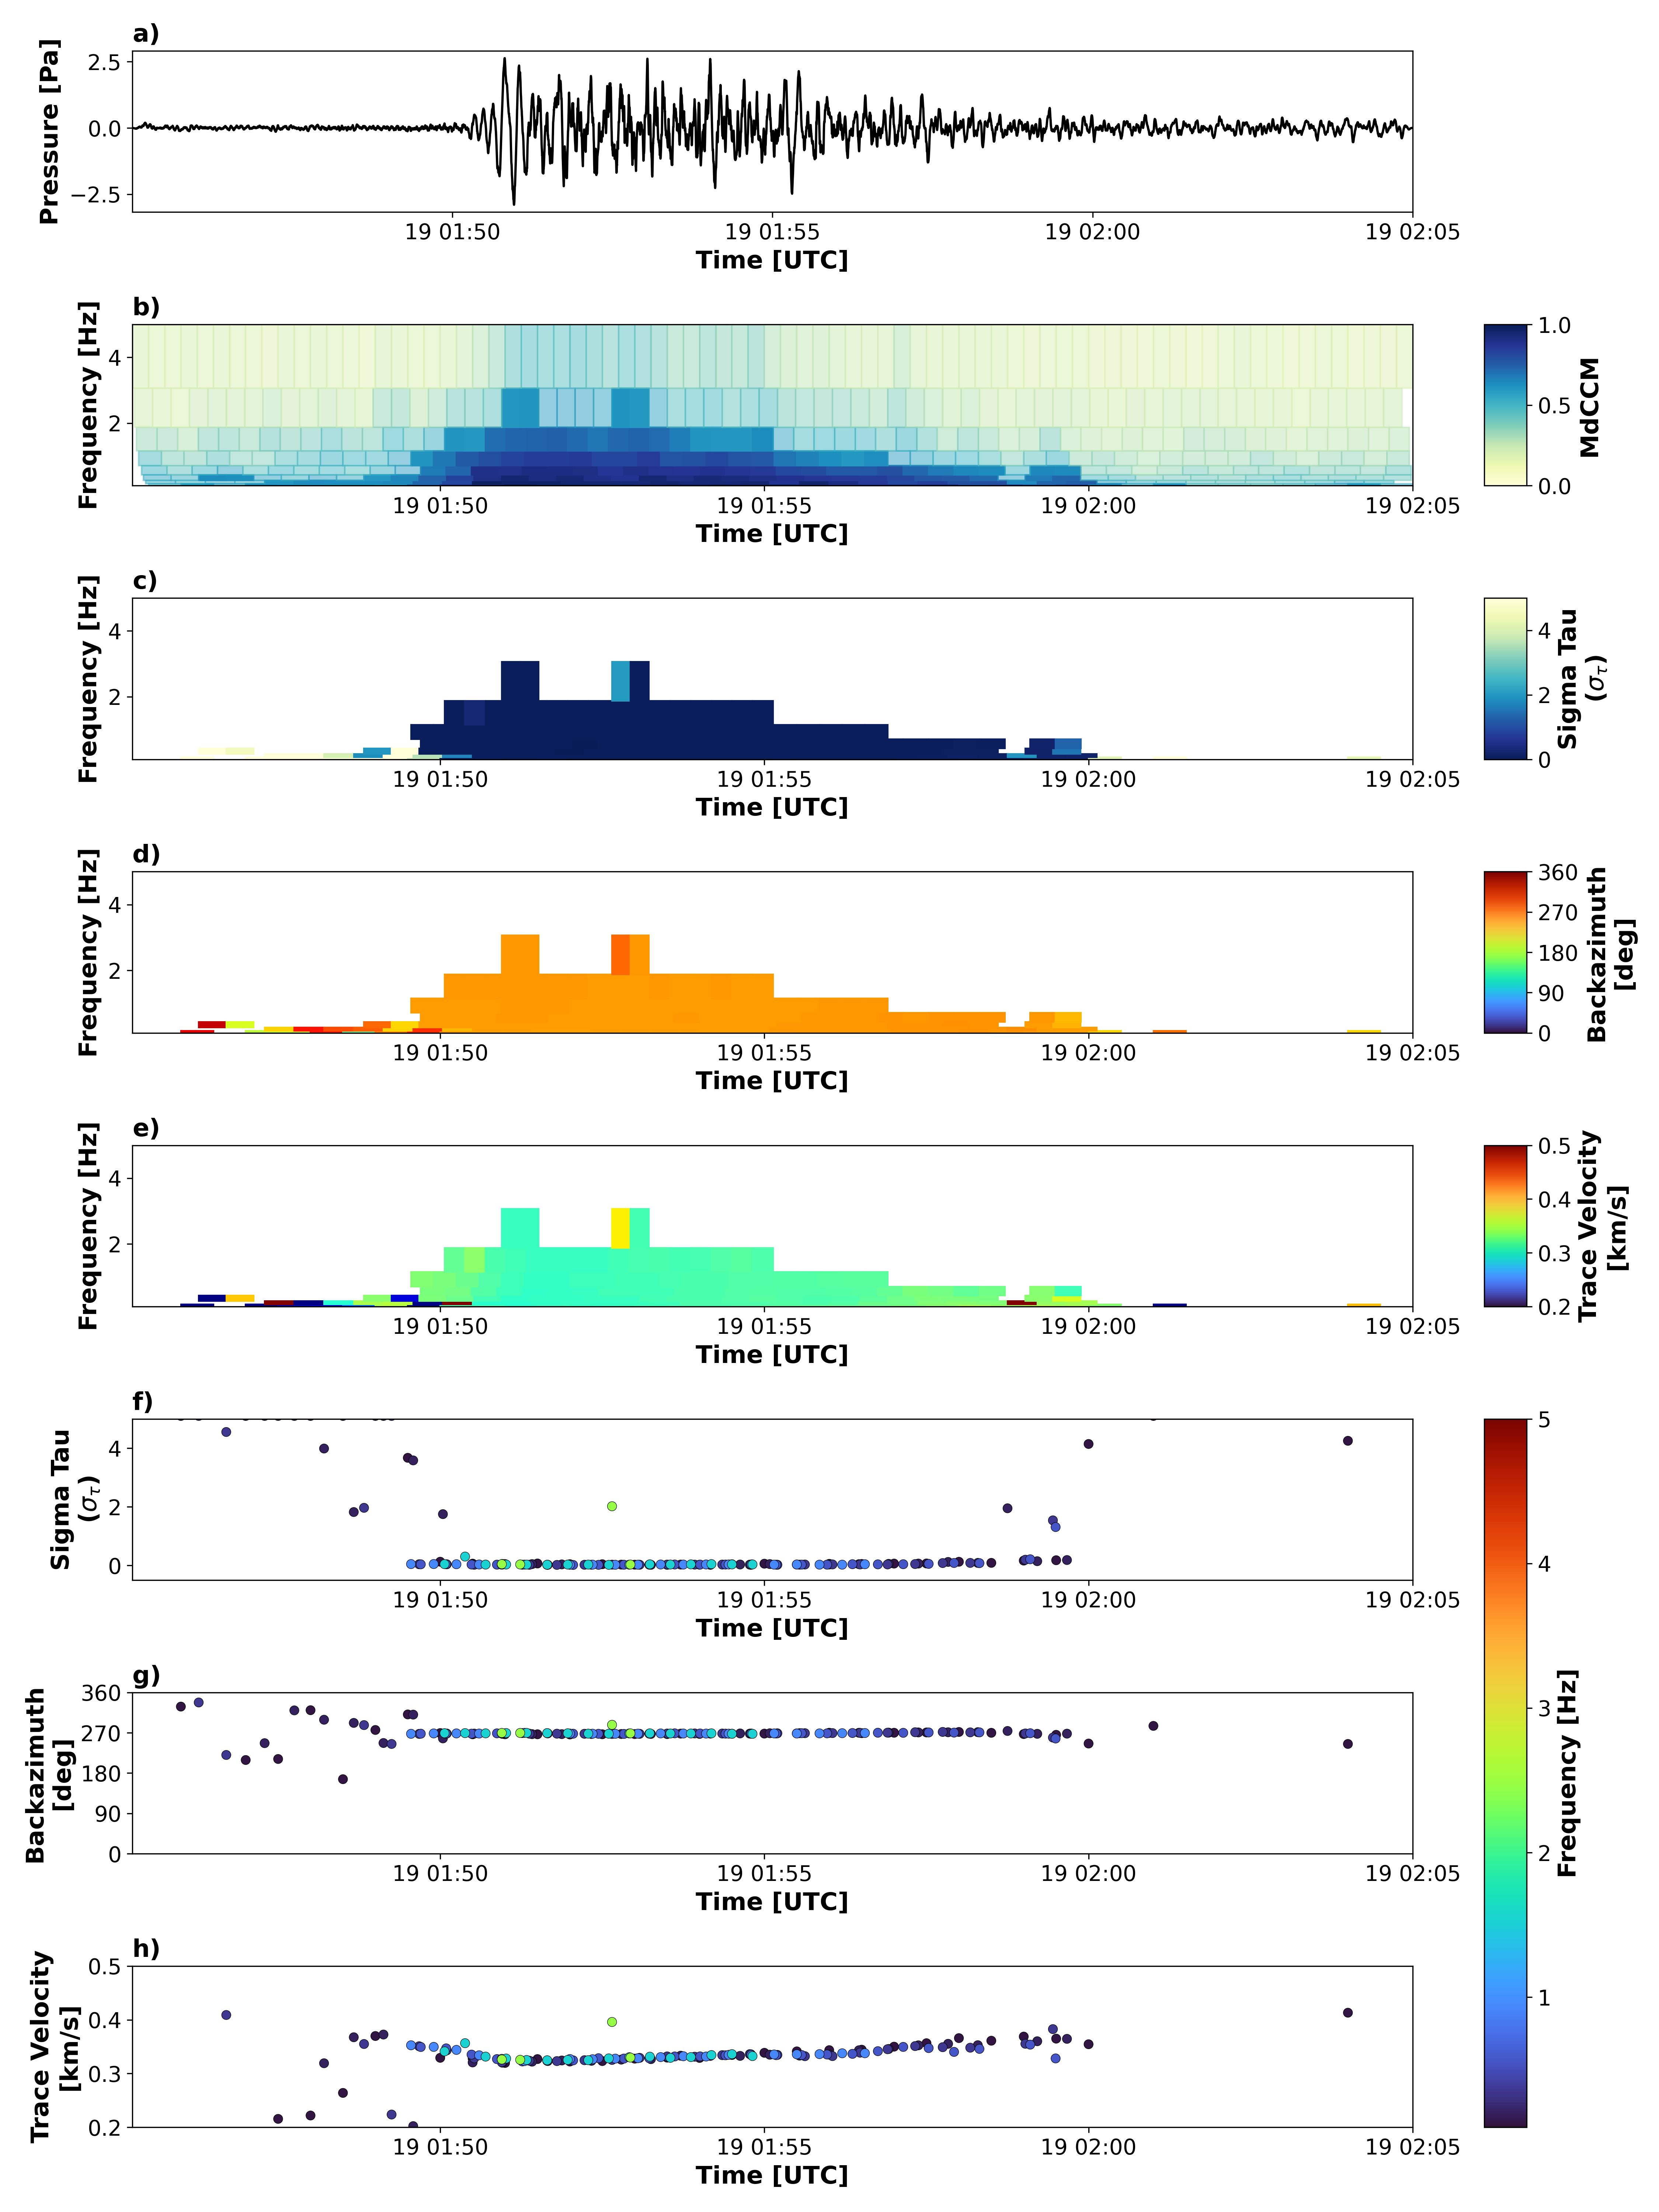 a)
Pressure [Pa]
2.5
0.0
−2.5
19 01:50 19 01:55 19 02:00 19 02:05
Time [UTC]
b)
Frequency [Hz]
4
2
19 01:50 19 01:55 19 02:00 19 02:05
Time [UTC]
1.0
0.5
0.0
MdCCM
c)
Frequency [Hz]
4
2
19 01:50 19 01:55 19 02:00 19 02:05
Time [UTC]
4
2
0
Sigma Tau
(στ)
d)
Frequency [Hz]
4
2
19 01:50 19 01:55 19 02:00 19 02:05
Time [UTC]
360
270
180
90
0
Backazimuth
[deg]
e)
Frequency [Hz]
4
2
19 01:50 19 01:55 19 02:00 19 02:05
Time [UTC]
0.5
0.4
0.3
0.2
Trace Velocity
[km/s]
f)
Sigma Tau
(στ)
4
2
0
19 01:50 19 01:55 19 02:00 19 02:05
Time [UTC]
g)
Backazimuth
[deg]
360
270
180
90
0
19 01:50 19 01:55 19 02:00 19 02:05
Time [UTC]
h)
Trace Velocity
[km/s]
0.5
0.4
0.3
0.2
19 01:50 19 01:55 19 02:00 19 02:05
Time [UTC]
5
4
3
2
1
Frequency [Hz]